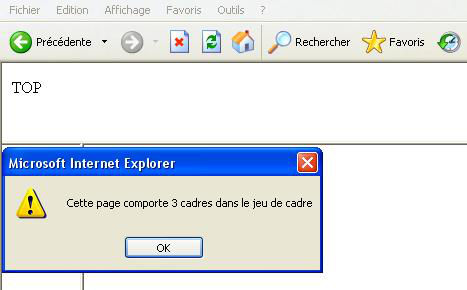 Fichier Edition Affichage Favoris Outils ?
Précédente Rechercher Favoris
TOP
Microsoft Internet Explorer
Cette page comporte 3 cadres dans le jeu de cadre
OK